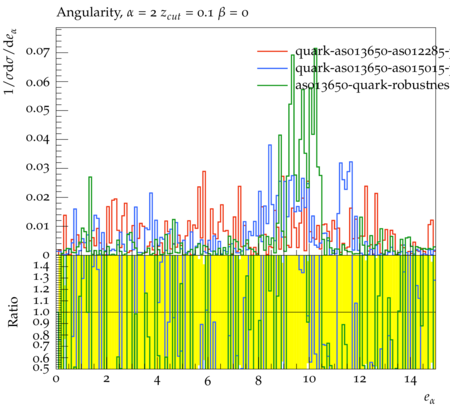 Angularity, α = 2 z_cut = 0.1 β = 0
1/σdσ/de_α
0.07
0.06
0.05
0.04
0.03
0.02
0.01
0
quark-aso13650-aso12285-
quark-aso13650-aso15015-
aso13650-quark-robustnes
Ratio
1.4
1.3
1.2
1.1
1.0
0.9
0.8
0.7
0.6
0.5
0 2 4 6 8 10 12 14
e_α